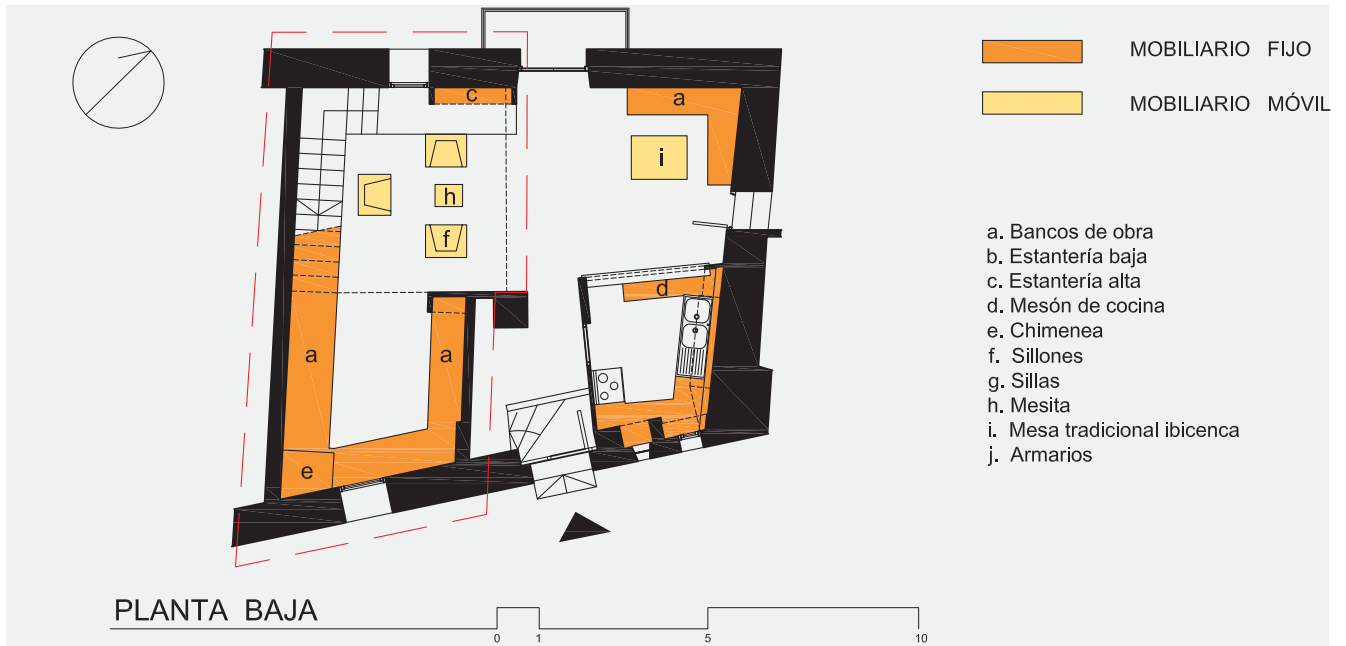 MOBILIARIO FIJO
MOBILIARIO MÓVIL
c
a
i
h
f
d
a
a
e
a. Bancos de obra
b. Estantería baja
c. Estantería alta
d. Mesón de cocina
e. Chimenea
f. Sillones
g. Sillas
h. Mesita
i. Mesa tradicional ibicenca
j. Armarios
PLANTA BAJA
0 1 5 10